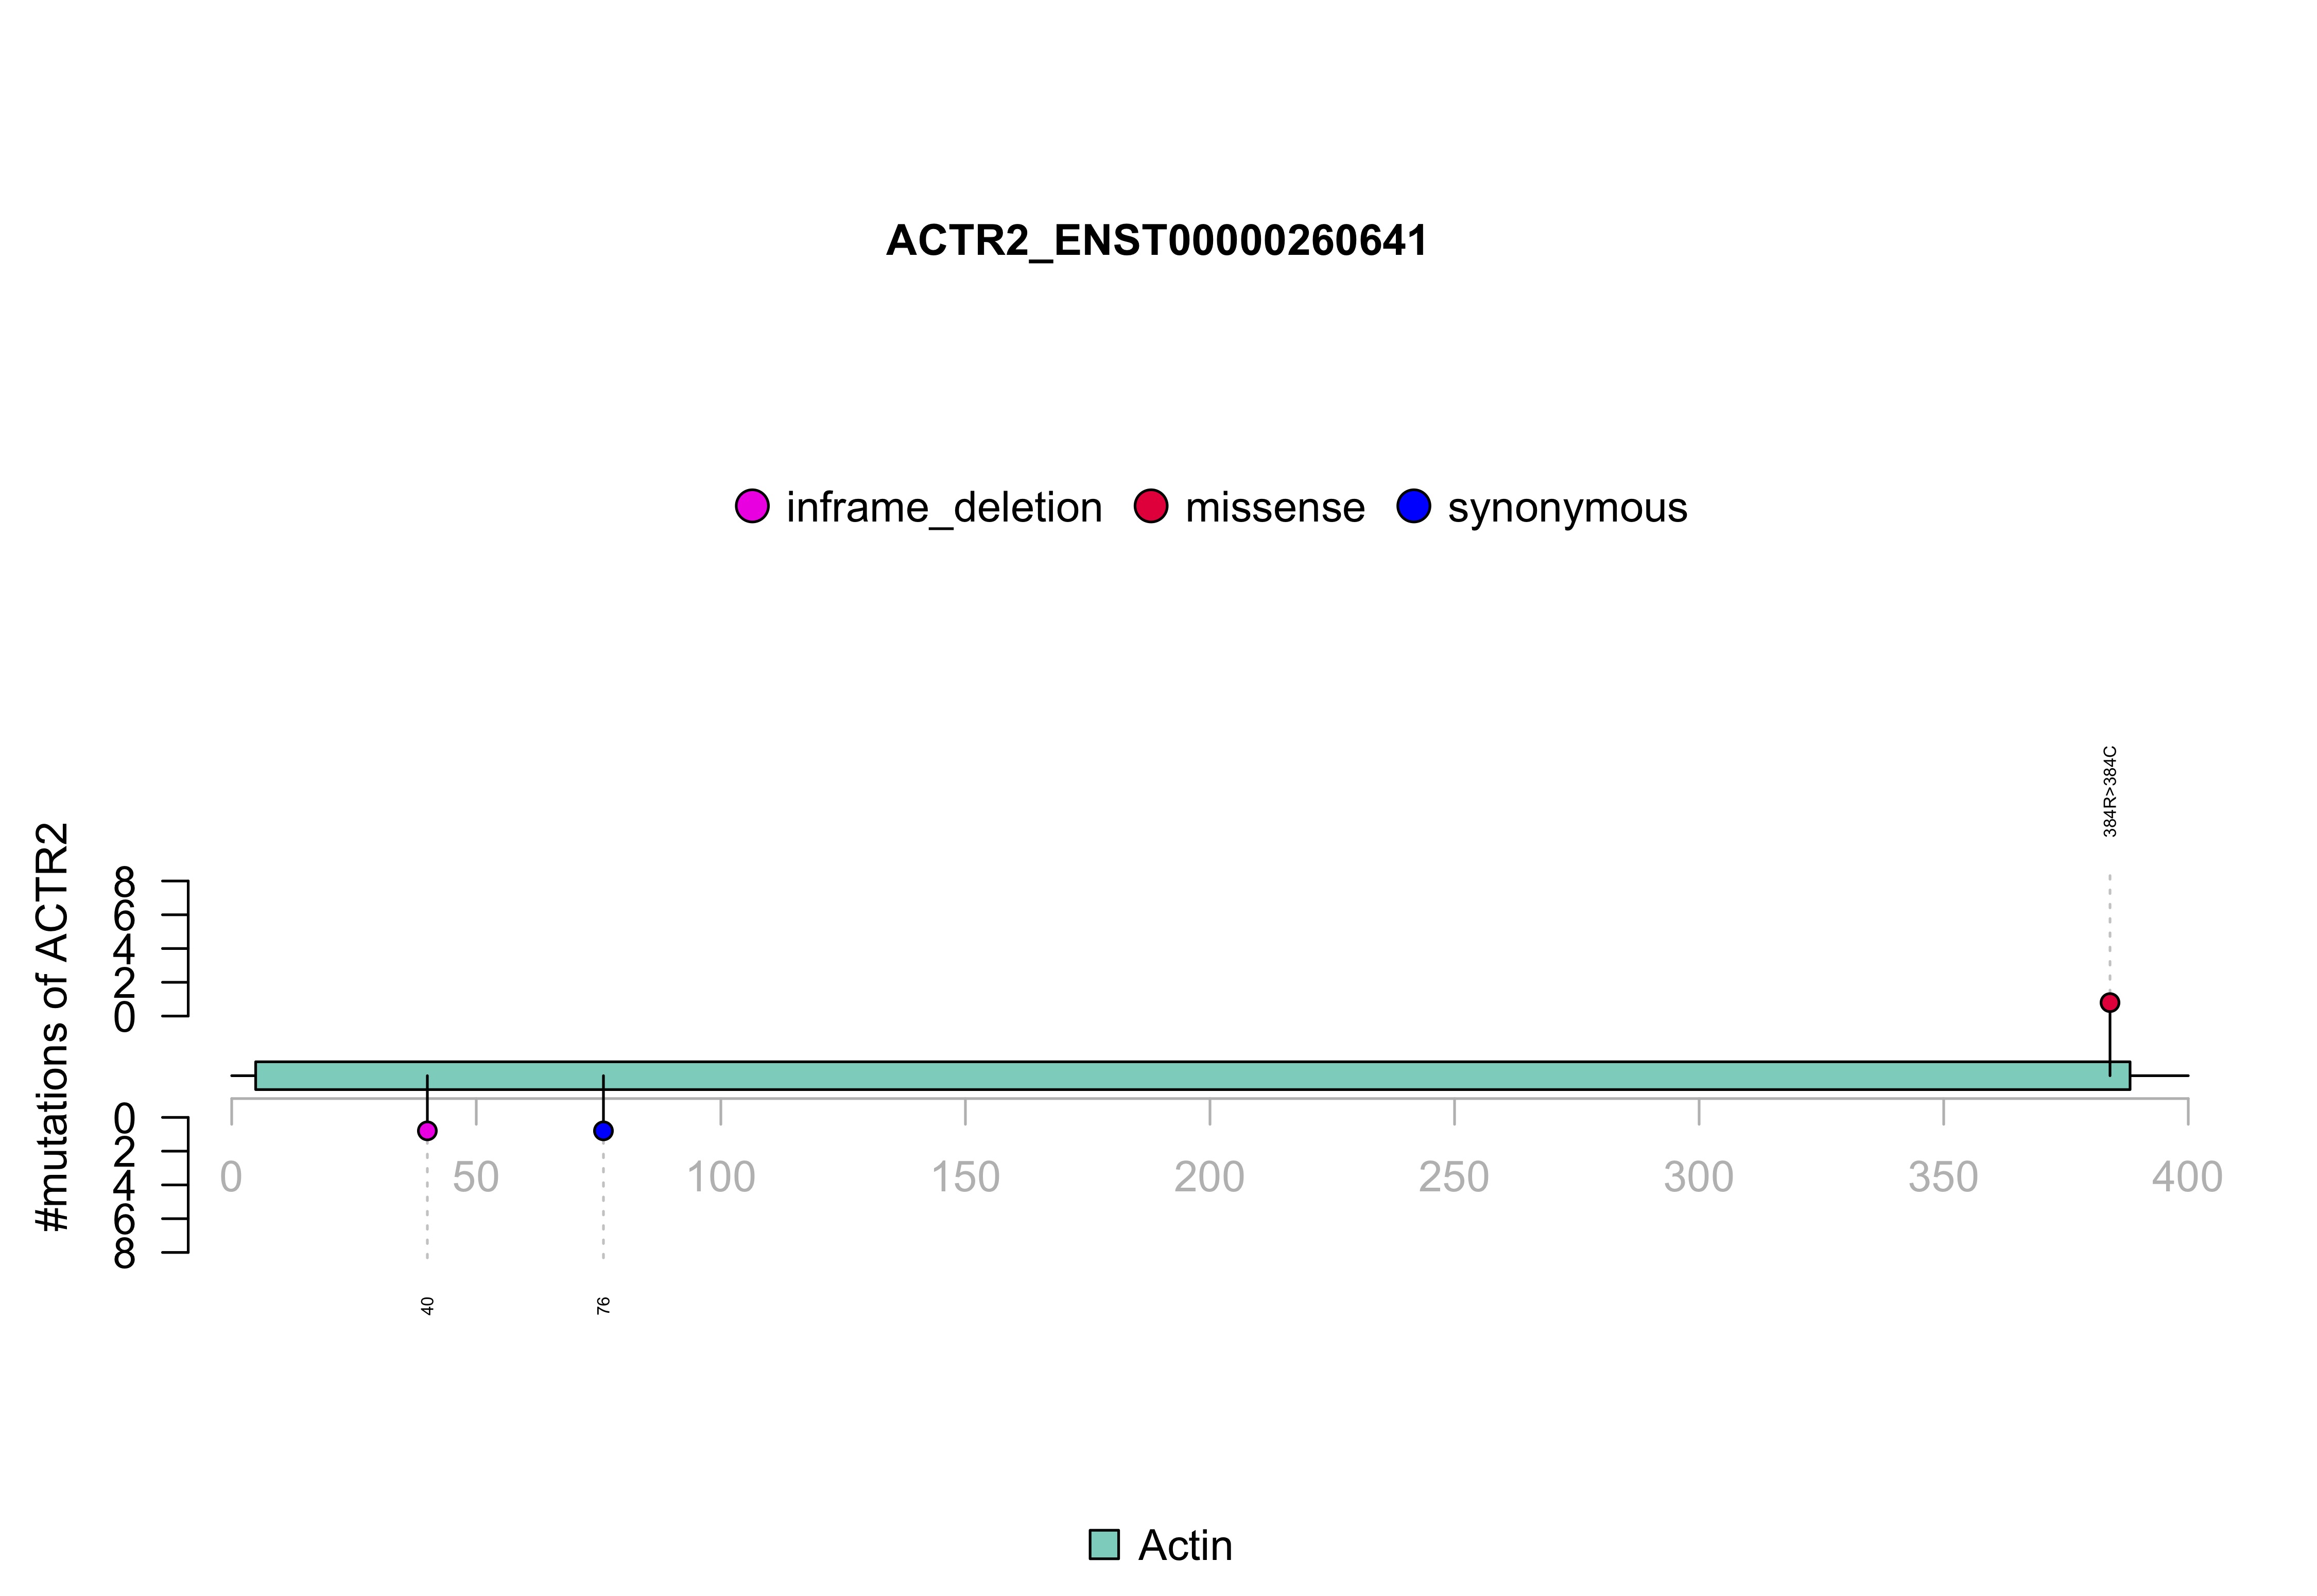 ACTR2_ENST00000260641
inframe_deletion missense synonymous
384R>384C
#mutations of ACTR2
8
6
4
2
0
0
2
4
6
8
0 50 100 150 200 250 300 350 400
40 76
Actin